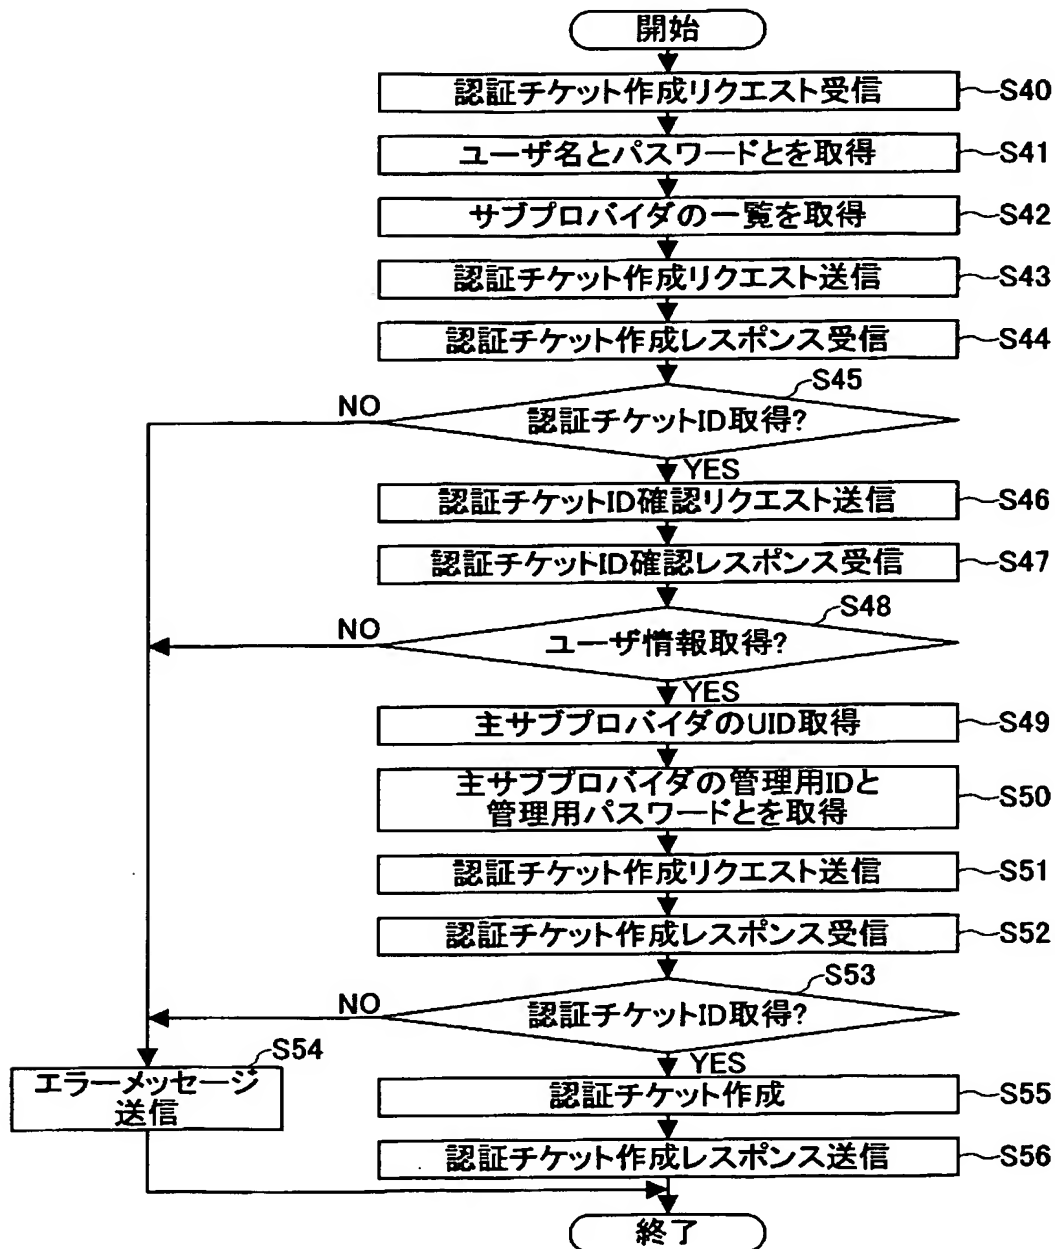 開始
認証チケット作成リクエスト受信
S40
ユーザ名とパスワードとを取得
S41
サブプロバイダの一覧を取得
S42
認証チケット作成リクエスト送信
S43
認証チケット作成レスポンス受信
S44
S45
NO
認証チケットID取得?
YES
認証チケットID確認リクエスト送信
S46
認証チケットID確認レスポンス受信
S47
S48
NO
ユーザ情報取得?
YES
主サブプロバイダのUID取得
S49
主サブプロバイダの管理用IDと
管理用パスワードとを取得
S50
認証チケット作成リクエスト送信
S51
認証チケット作成レスポンス受信
S52
S53
NO
認証チケットID取得?
YES
S54
エラーメッセージ
送信
認証チケット作成
S55
認証チケット作成レスポンス送信
S56
終了